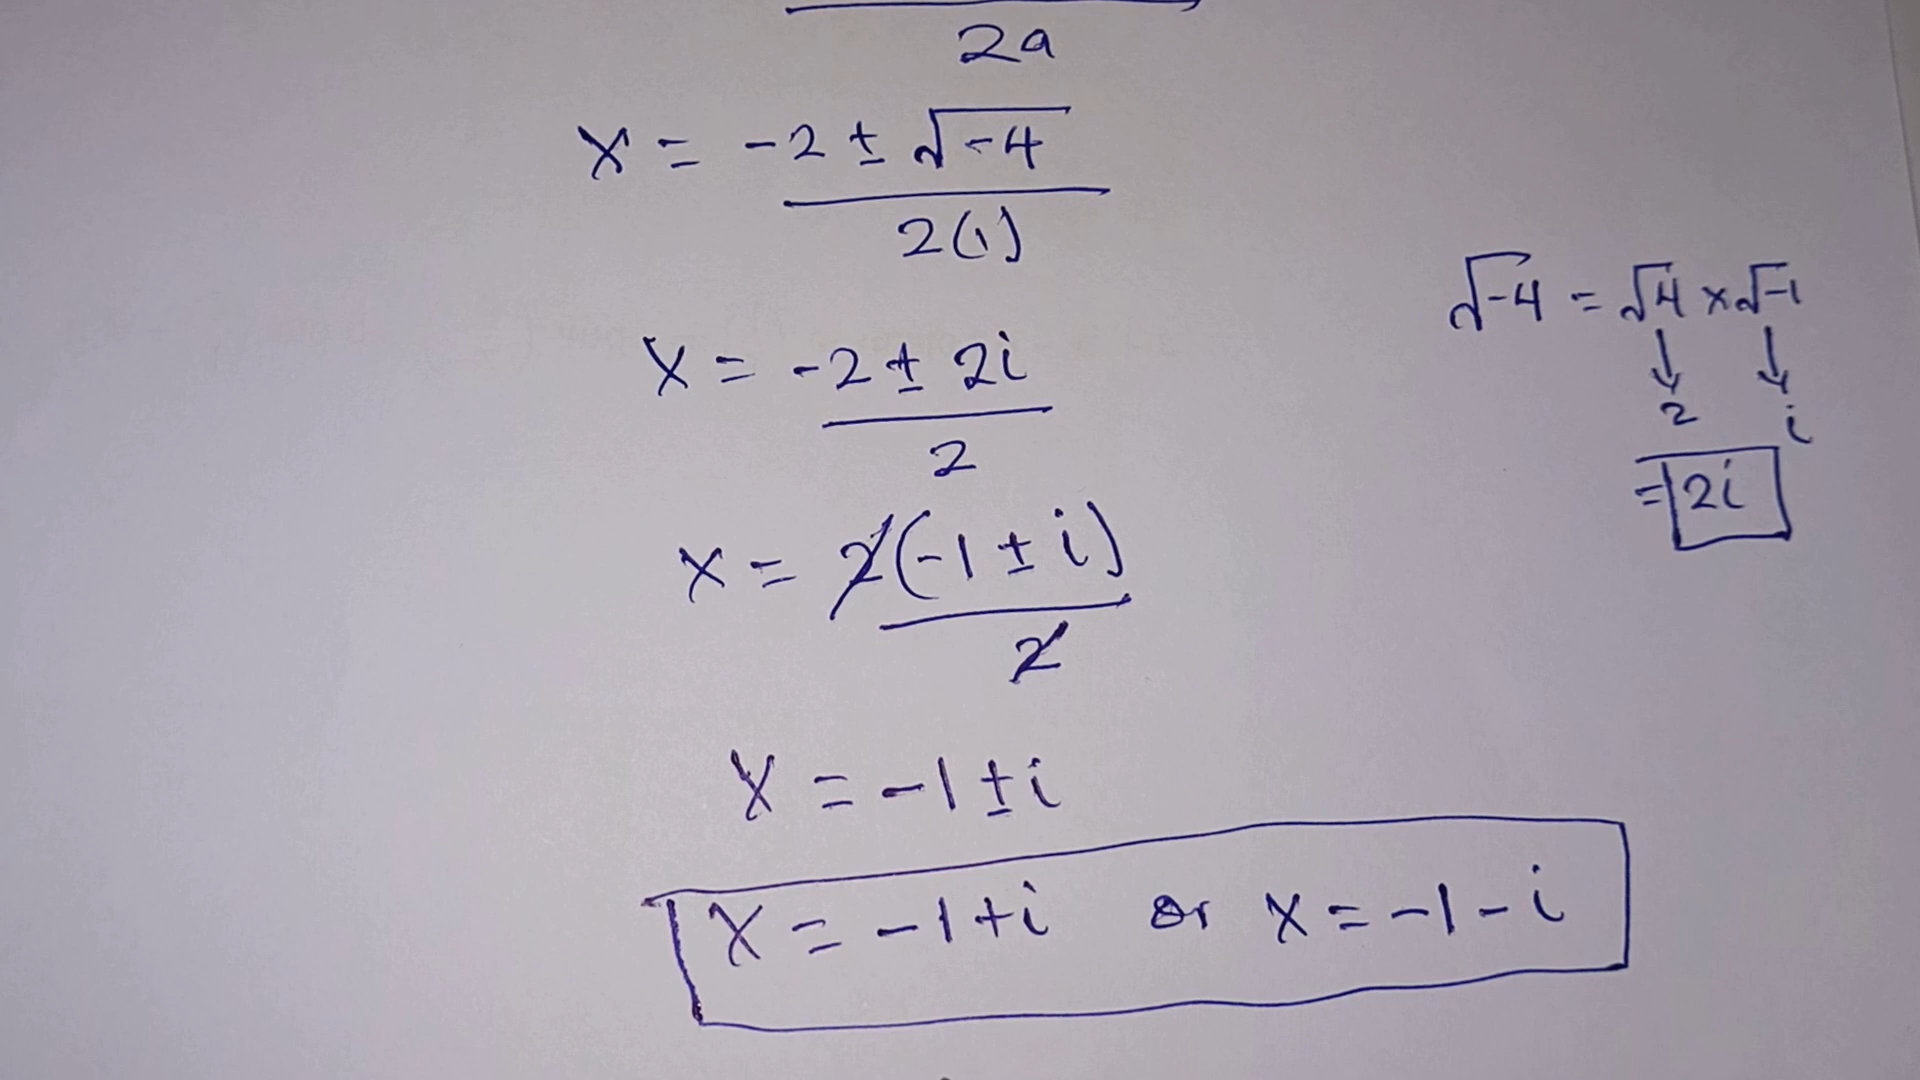 2a
x = -2 ± √-4
2(1)
x = -2 ± 2i
2
x = 2(-1 ± i)
2
x = -1 ± i
x = -1 + i or x = -1 - i
√-4 = √4 × √-1
↓ ↓
2 i
= 2i